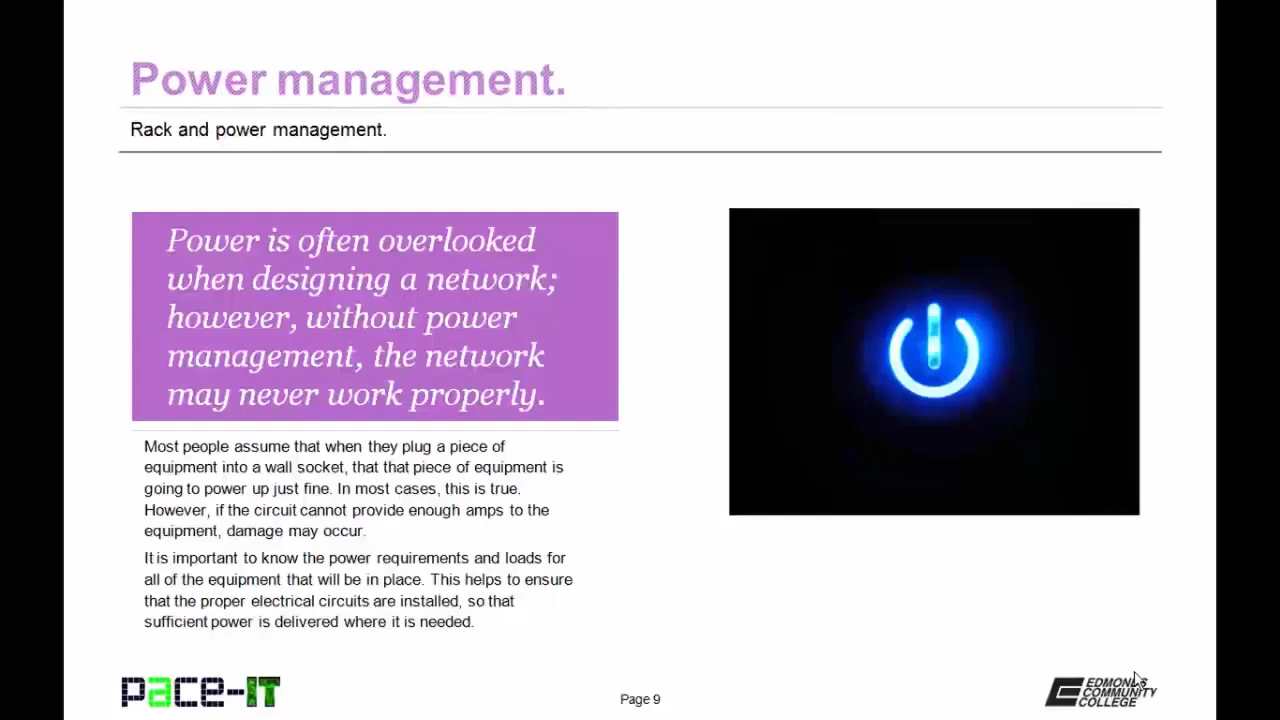 Power management.
Rack and power management.
Power is often overlooked
when designing a network;
however, without power
management, the network
may never work properly.
Most people assume that when they plug a piece of
equipment into a wall socket, that that piece of equipment is
going to power up just fine. In most cases, this is true.
However, if the circuit cannot provide enough amps to the
equipment, damage may occur.
It is important to know the power requirements and loads for
all of the equipment that will be in place. This helps to ensure
that the proper electrical circuits are installed, so that
sufficient power is delivered where it is needed.
pace-IT
Page 9
EDMONDS
COMMUNITY
COLLEGE